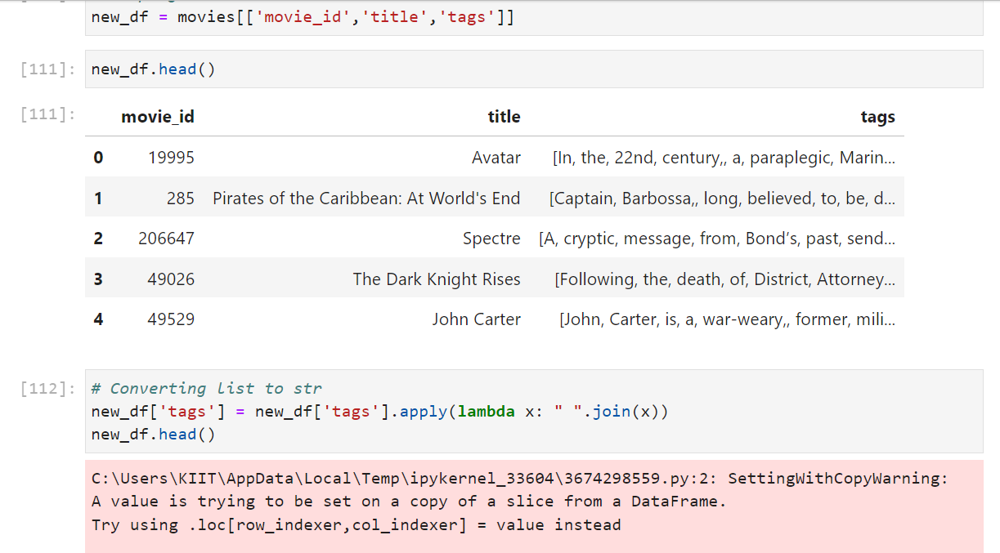 new_df = movies[['movie_id','title','tags']]
[111]: new_df.head()
[111]: movie_id title tags
0 19995 Avatar [In, the, 22nd, century,, a, paraplegic, Marin...
1 285 Pirates of the Caribbean: At World's End [Captain, Barbossa,, long, believed, to, be, d...
2 206647 Spectre [A, cryptic, message, from, Bond’s, past, send...
3 49026 The Dark Knight Rises [Following, the, death, of, District, Attorney...
4 49529 John Carter [John, Carter, is, a, war-weary,, former, mili...
[112]: # Converting list to str
new_df['tags'] = new_df['tags'].apply(lambda x: " ".join(x))
new_df.head()
C:\Users\KIIT\AppData\Local\Temp\ipykernel_33604\3674298559.py:2: SettingWithCopyWarning:
A value is trying to be set on a copy of a slice from a DataFrame.
Try using .loc[row_indexer,col_indexer] = value instead